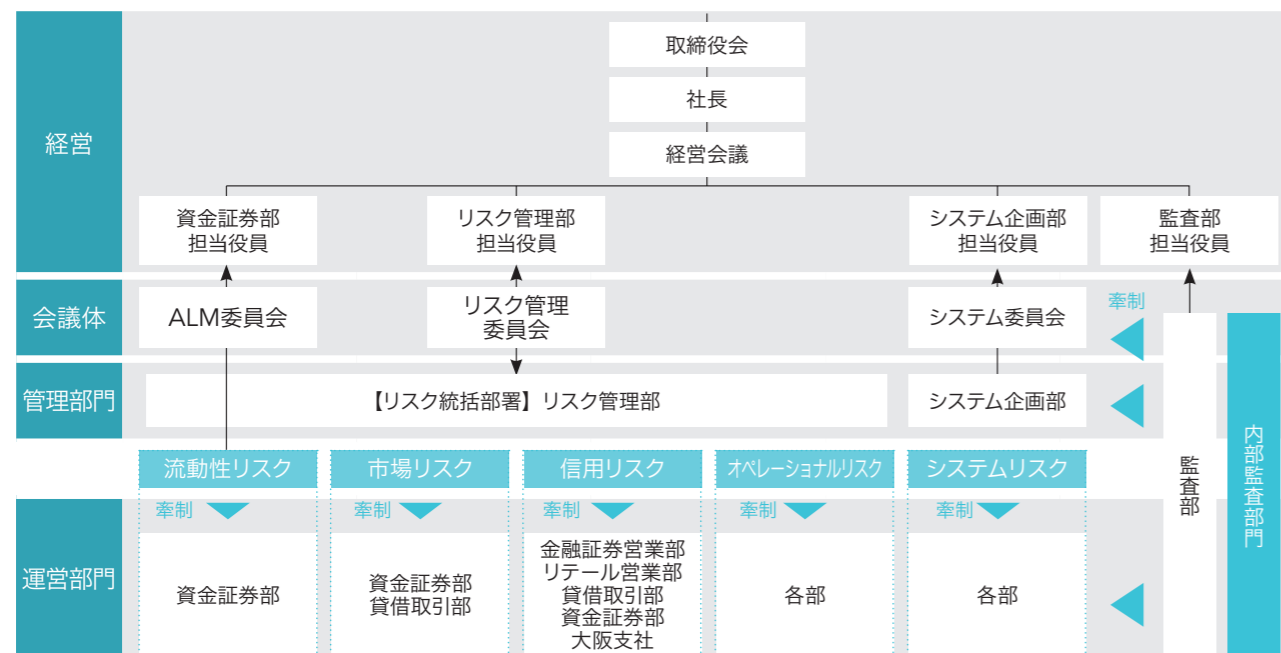 経営
取締役会
社長
経営会議
資金証券部
担当役員
リスク管理部
担当役員
システム企画部
担当役員
監査部
担当役員
会議体
ALM委員会
リスク管理
委員会
システム委員会
牽制
管理部門
【リスク統括部署】リスク管理部
システム企画部
流動性リスク
市場リスク
信用リスク
オペレーショナルリスク
システムリスク
牽制
牽制
牽制
牽制
牽制
運営部門
資金証券部
資金証券部
貸借取引部
金融証券営業部
リテール営業部
貸借取引部
資金証券部
大阪支社
各部
各部
監査部
内部監査部門